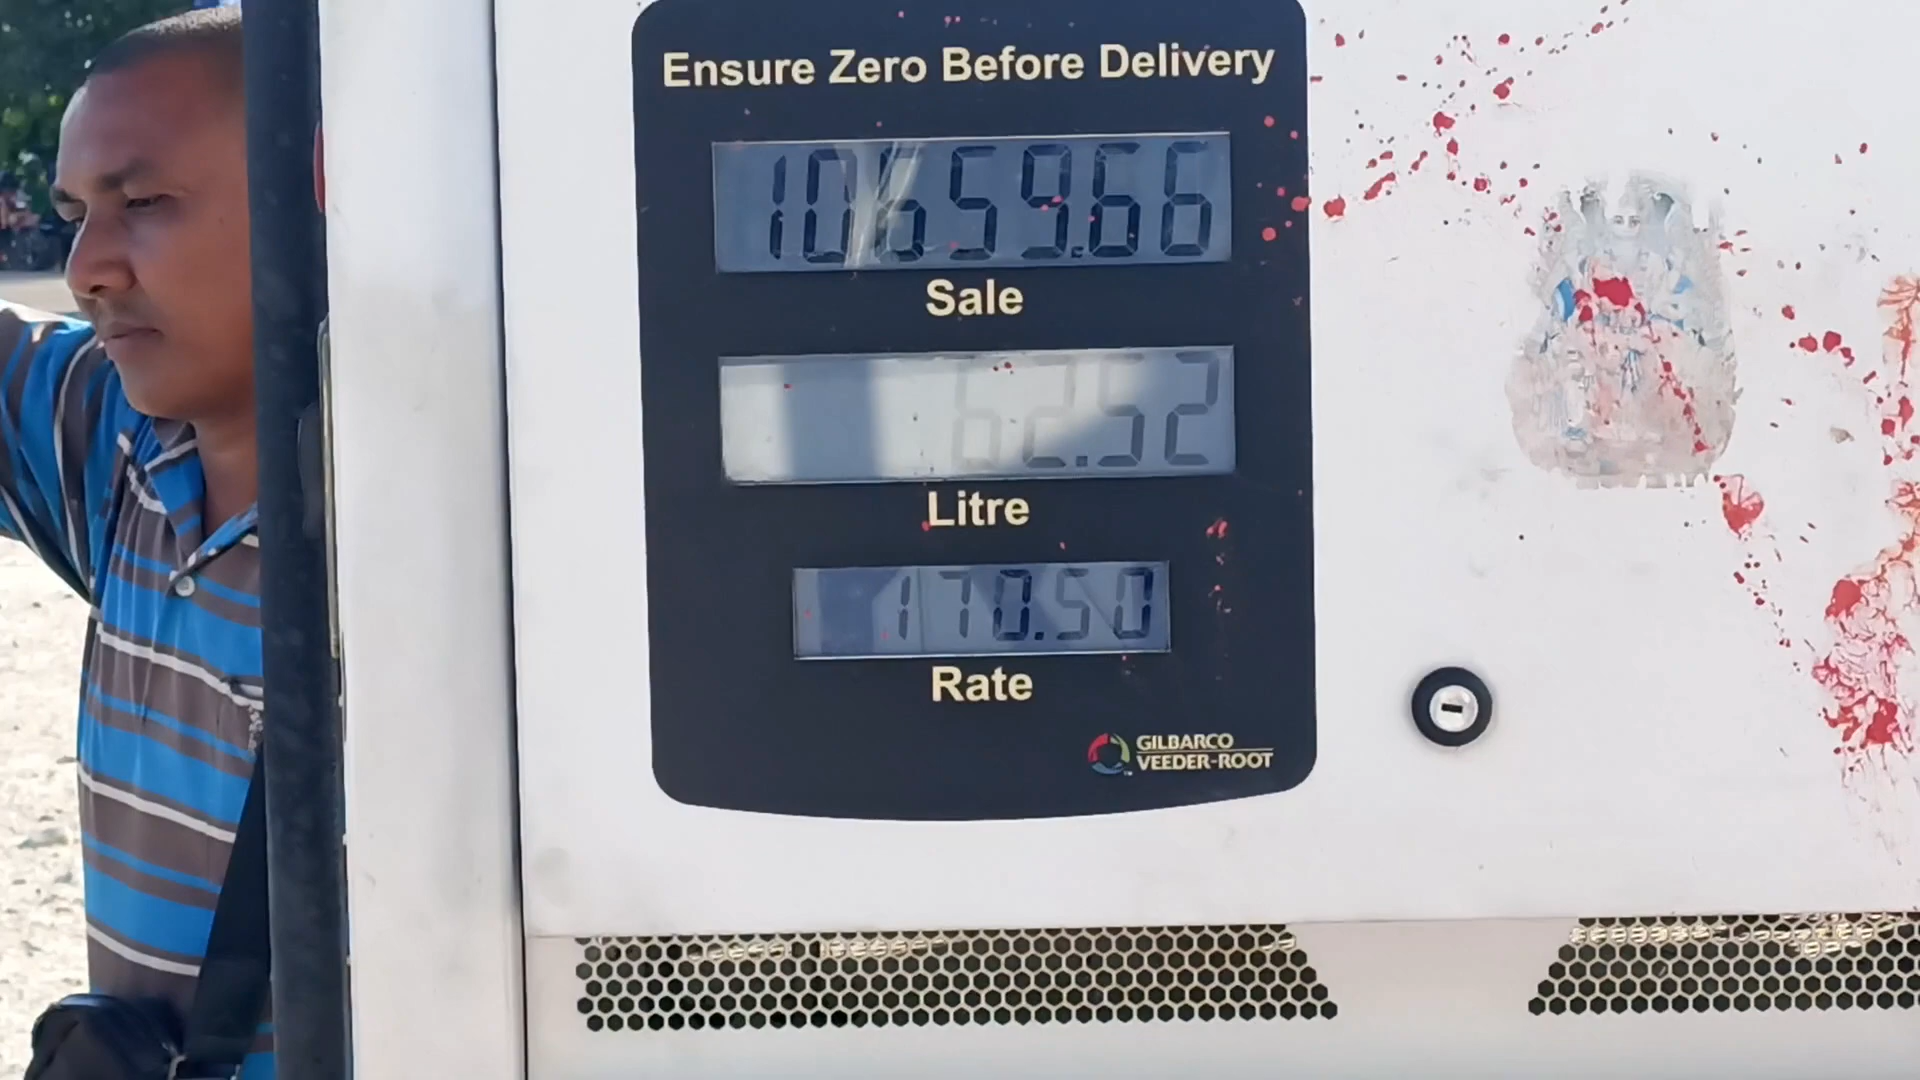 Ensure Zero Before Delivery
10659.66
Sale
62.52
Litre
170.50
Rate
GILBARCO
VEEDER-ROOT